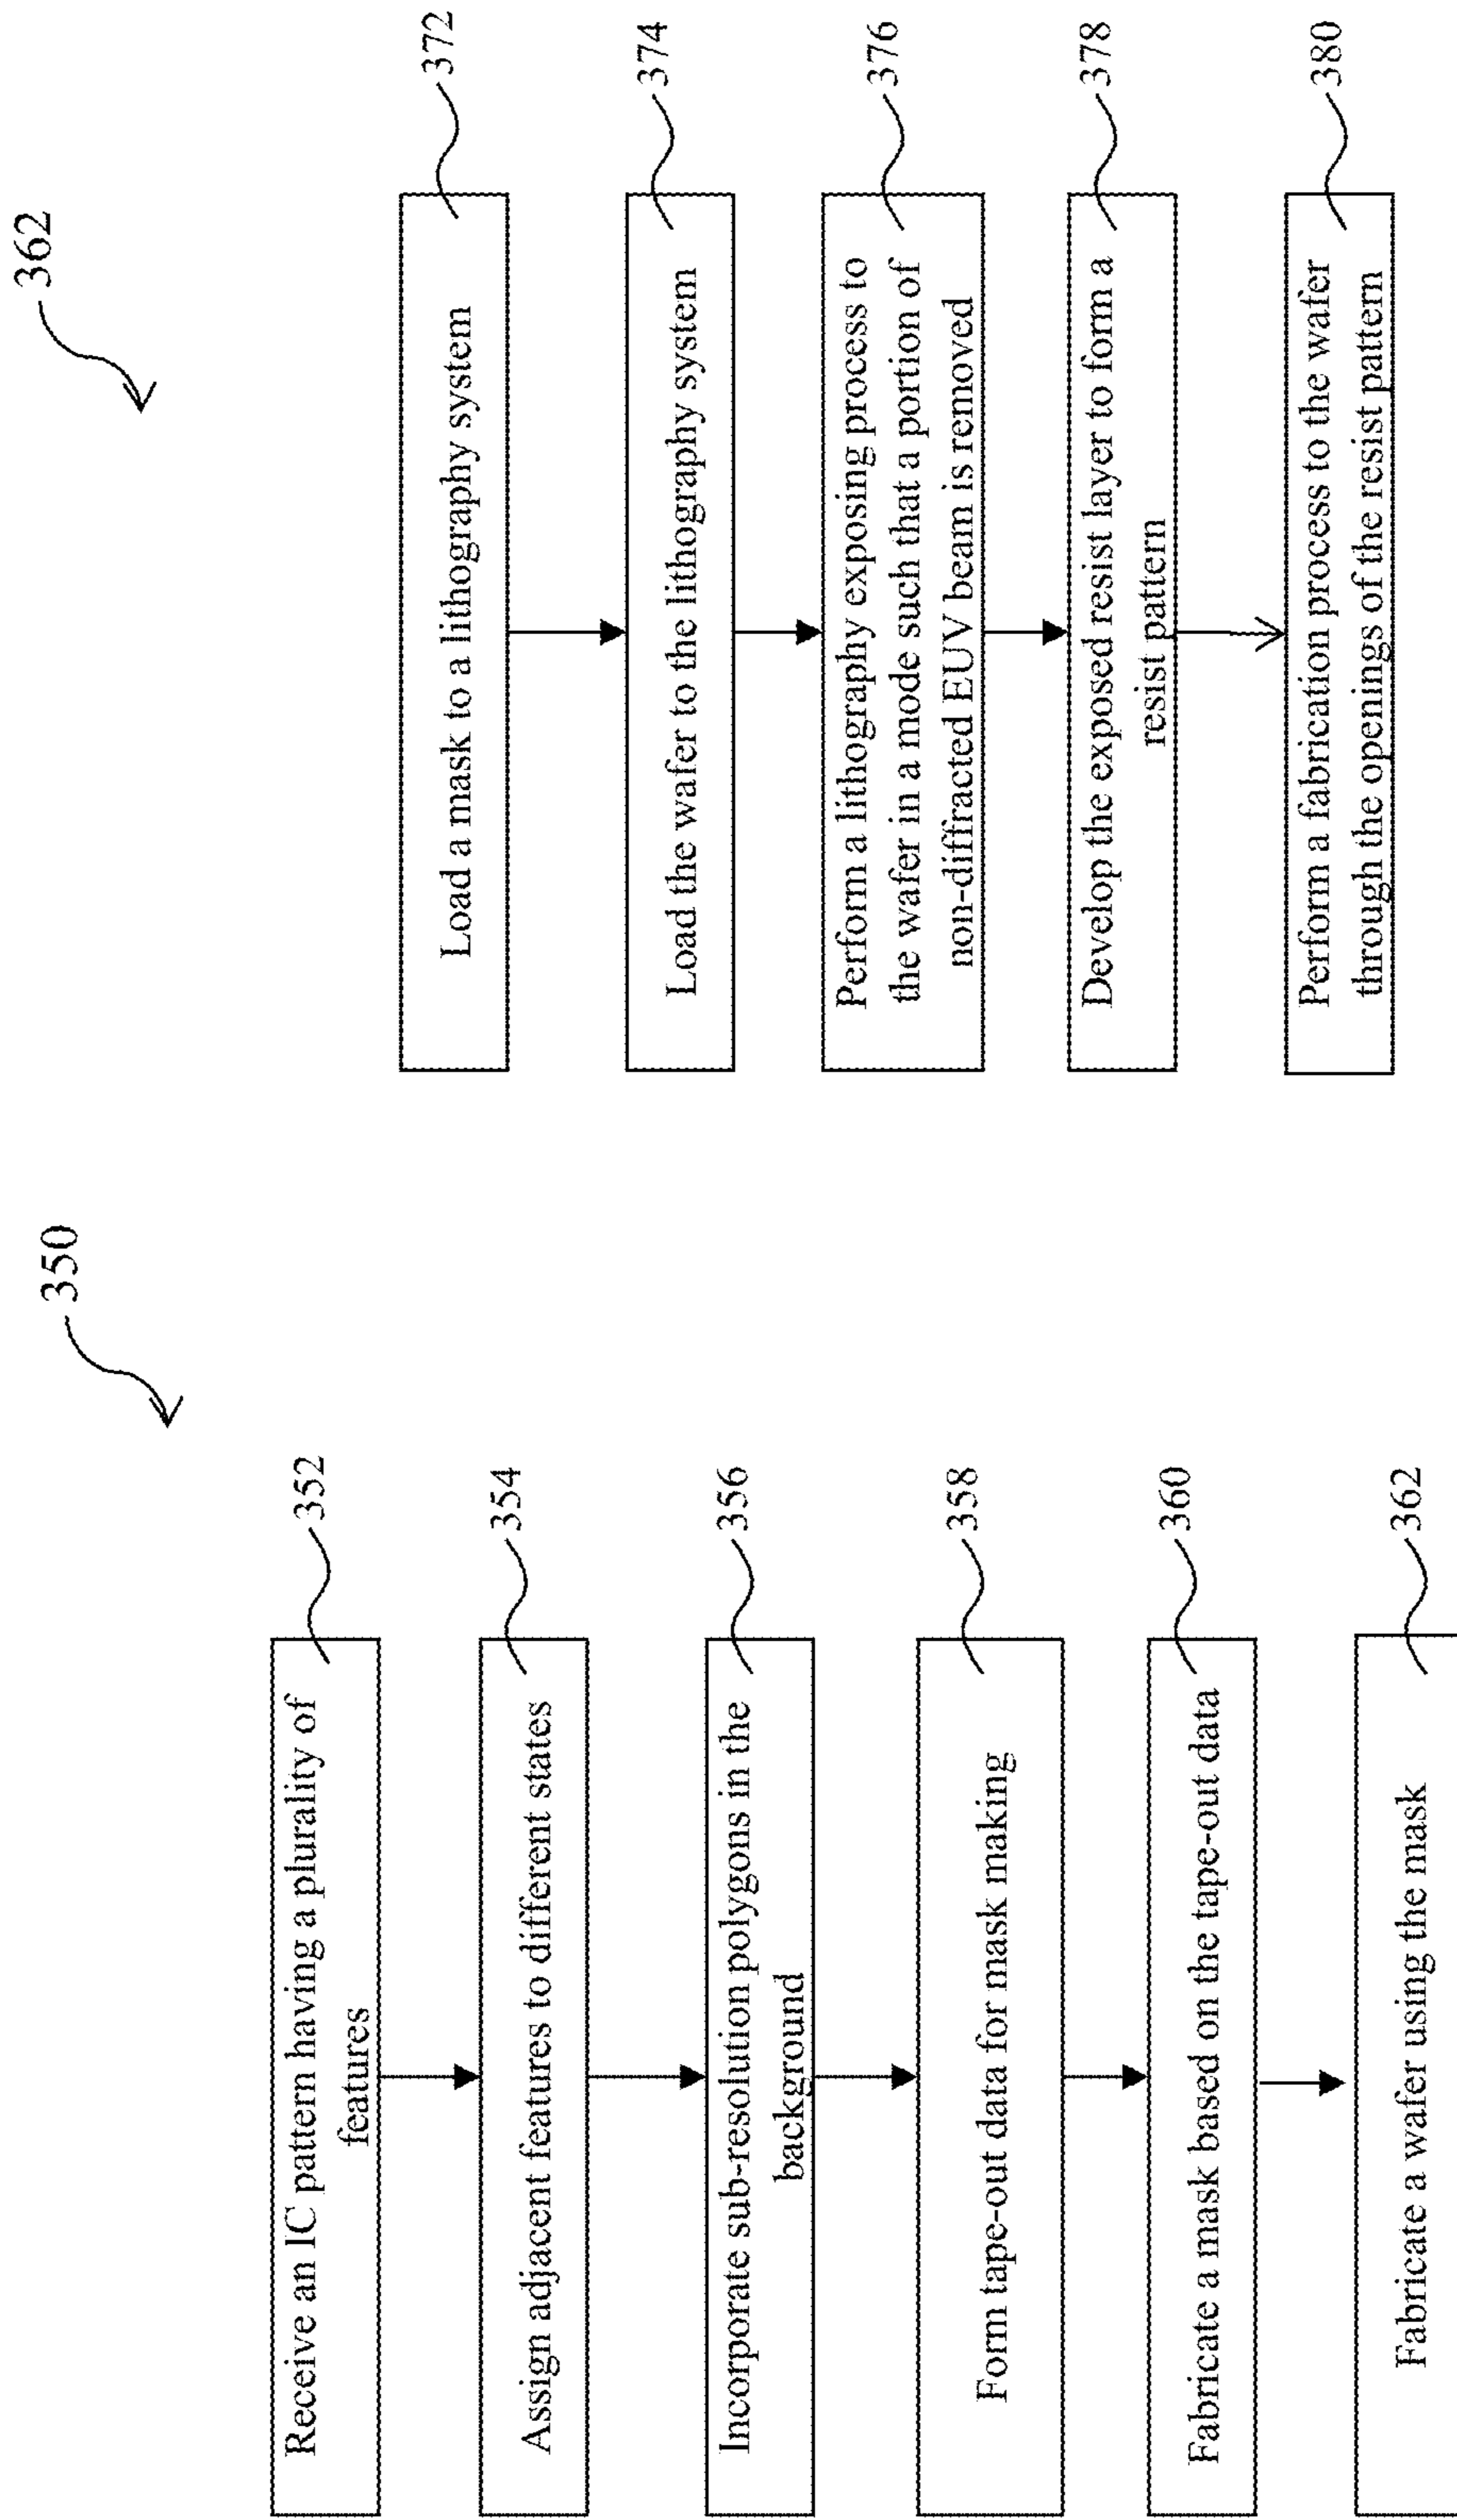 350
Receive an IC pattern having a plurality of
features
352
Assign adjacent features to different states
354
Incorporate sub-resolution polygons in the
background
356
Form tape-out data for mask making
358
Fabricate a mask based on the tape-out data
360
Fabricate a wafer using the mask
362
362
Load a mask to a lithography system
372
Load the wafer to the lithography system
374
Perform a lithography exposing process to
the wafer in a mode such that a portion of
non-diffracted EUV beam is removed
376
Develop the exposed resist layer to form a
resist pattern
378
Perform a fabrication process to the wafer
through the openings of the resist pattern
380